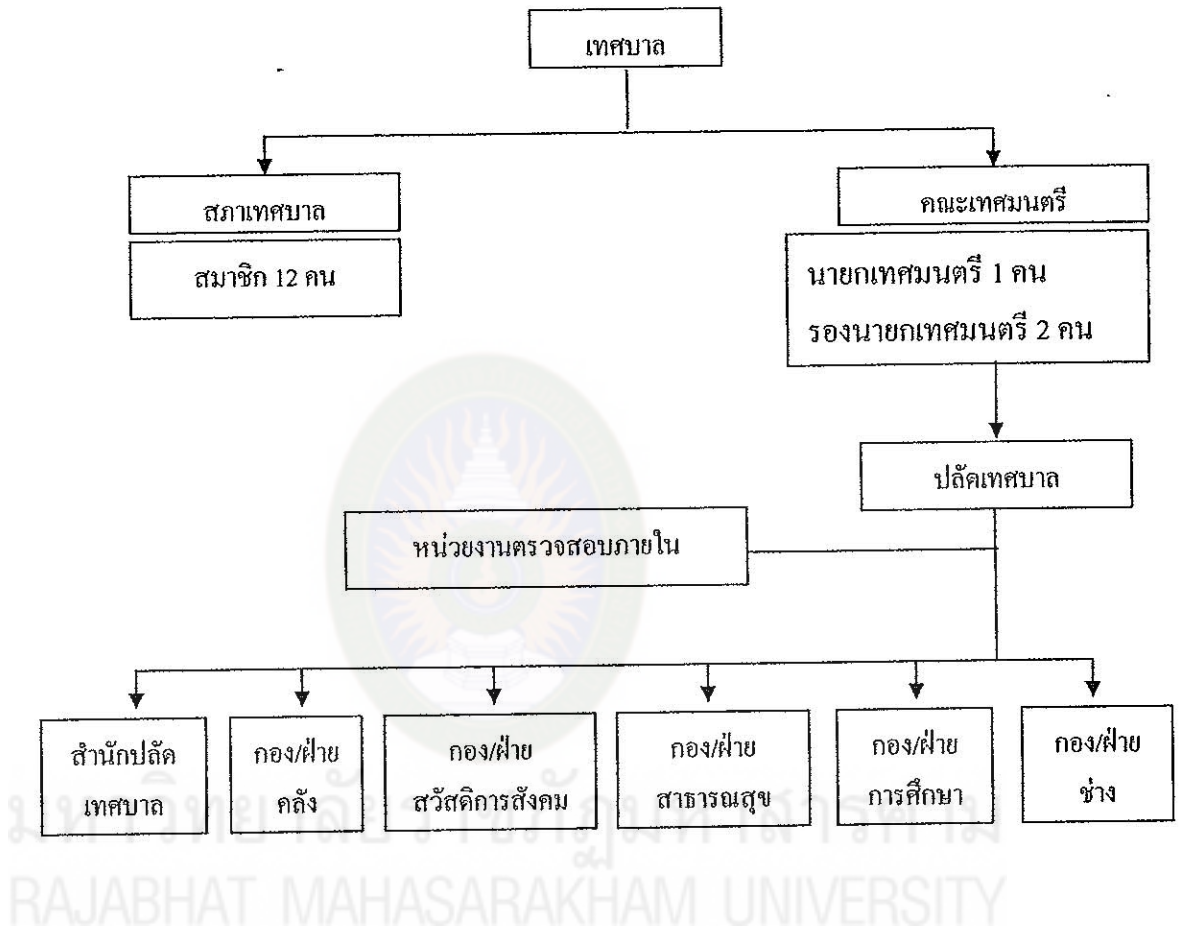 เทศบาล
สภาเทศบาล
คณะเทศมนตรี
สมาชิก 12 คน
นายกเทศมนตรี 1 คน
รองนายกเทศมนตรี 2 คน
ปลัดเทศบาล
หน่วยงานตรวจสอบภายใน
สำนักปลัด
เทศบาล
กอง/ฝ่าย
คลัง
กอง/ฝ่าย
สวัสดิการสังคม
กอง/ฝ่าย
สาธารณสุข
กอง/ฝ่าย
การศึกษา
กอง/ฝ่าย
ช่าง
มหาวิทยาลัยราชภัฏมหาสารคาม
RAJABHAT MAHASARAKHAM UNIVERSITY